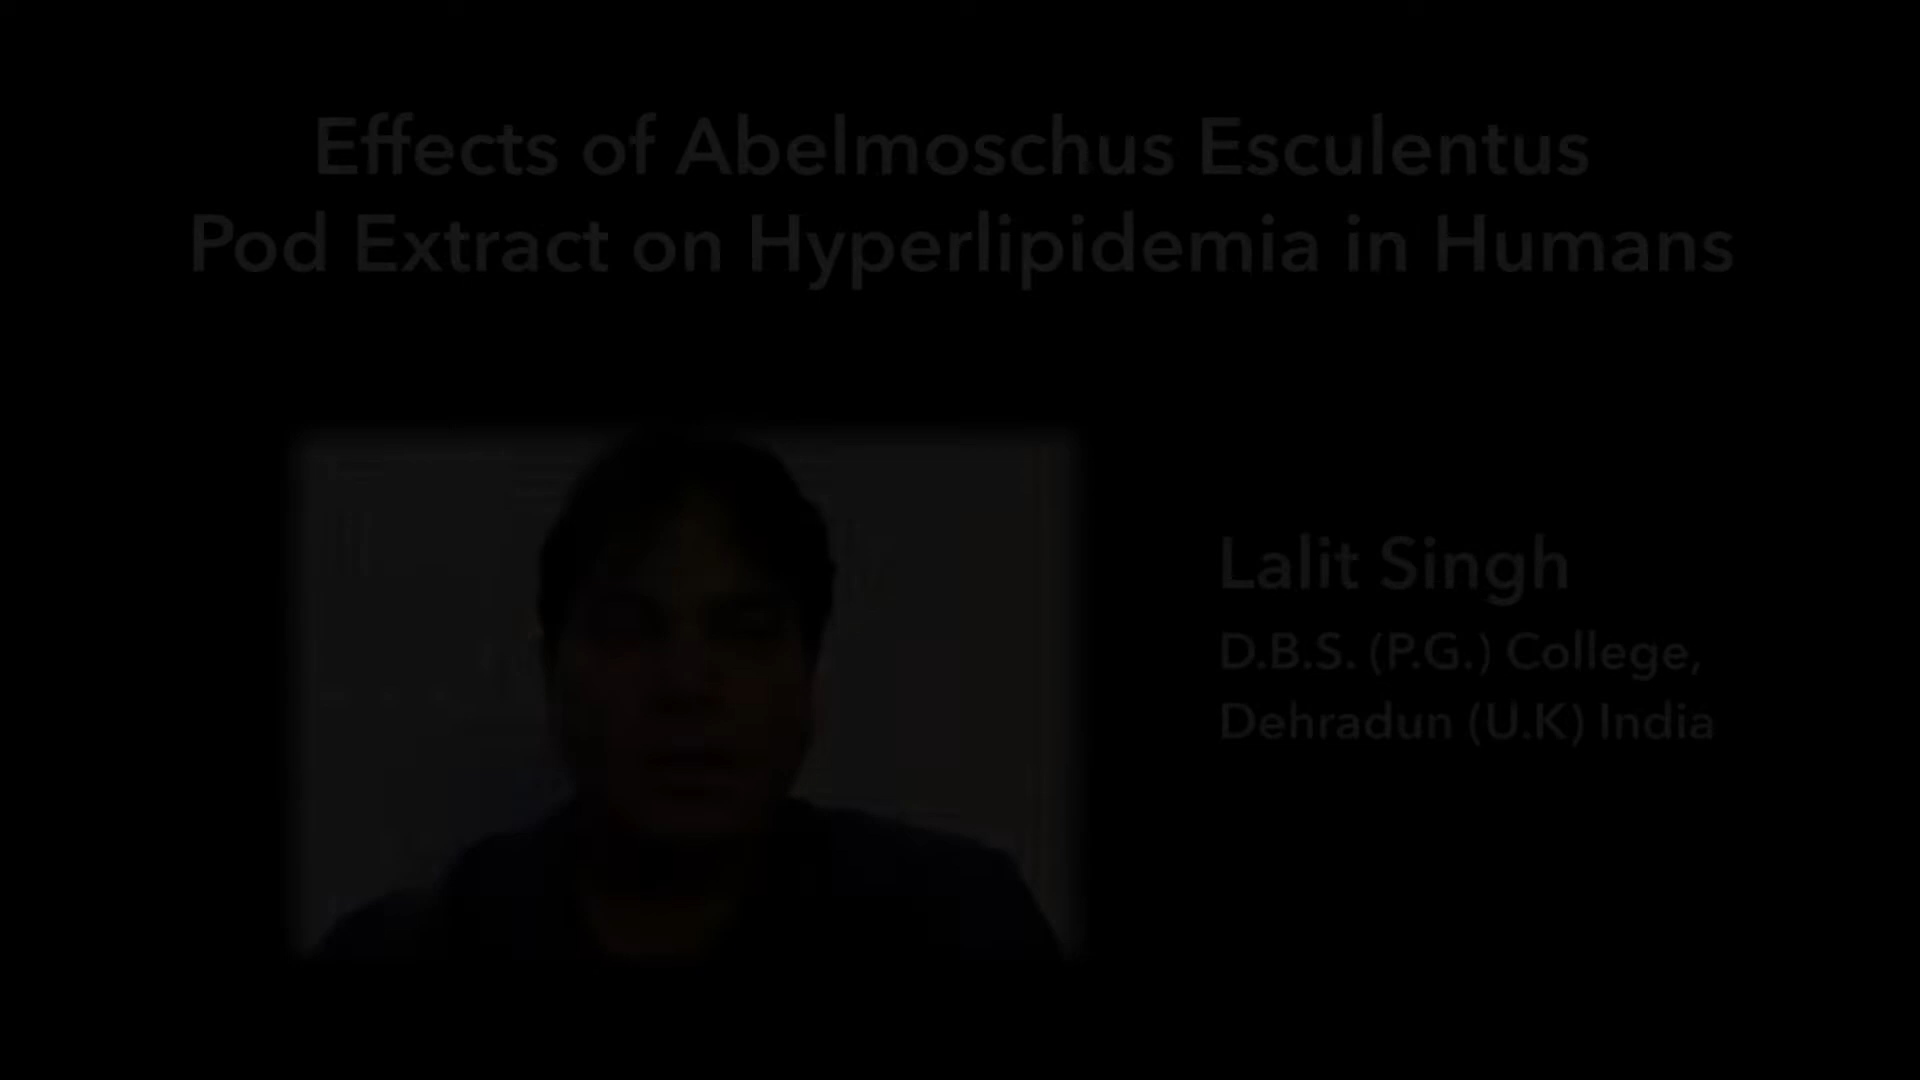 Effects of Abelmoschus Esculentus
Pod Extract on Hyperlipidemia in Humans
Lalit Singh
D.B.S. (P.G.) College,
Dehradun (U.K) India